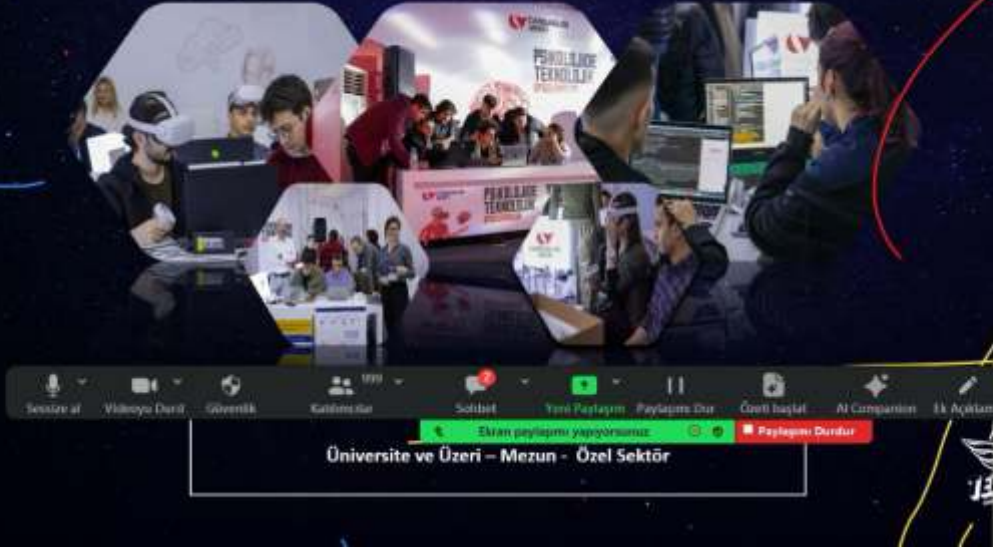 PSİKOLOJİDE
TEKNOLOJİK
PSİKOLOJİDE
TEKNOLOJİK
Sessize al
Videoyu Durd
Güvenlik
999
Katılımcılar
Sohbet
Yeni Paylaşım
Paylaşımı Dur
Özeti başlat
AI Companion
Ek Açıklam
Ekran paylaşımı yapıyorsunuz
Paylaşımı Durdur
Üniversite ve Üzeri – Mezun - Özel Sektör